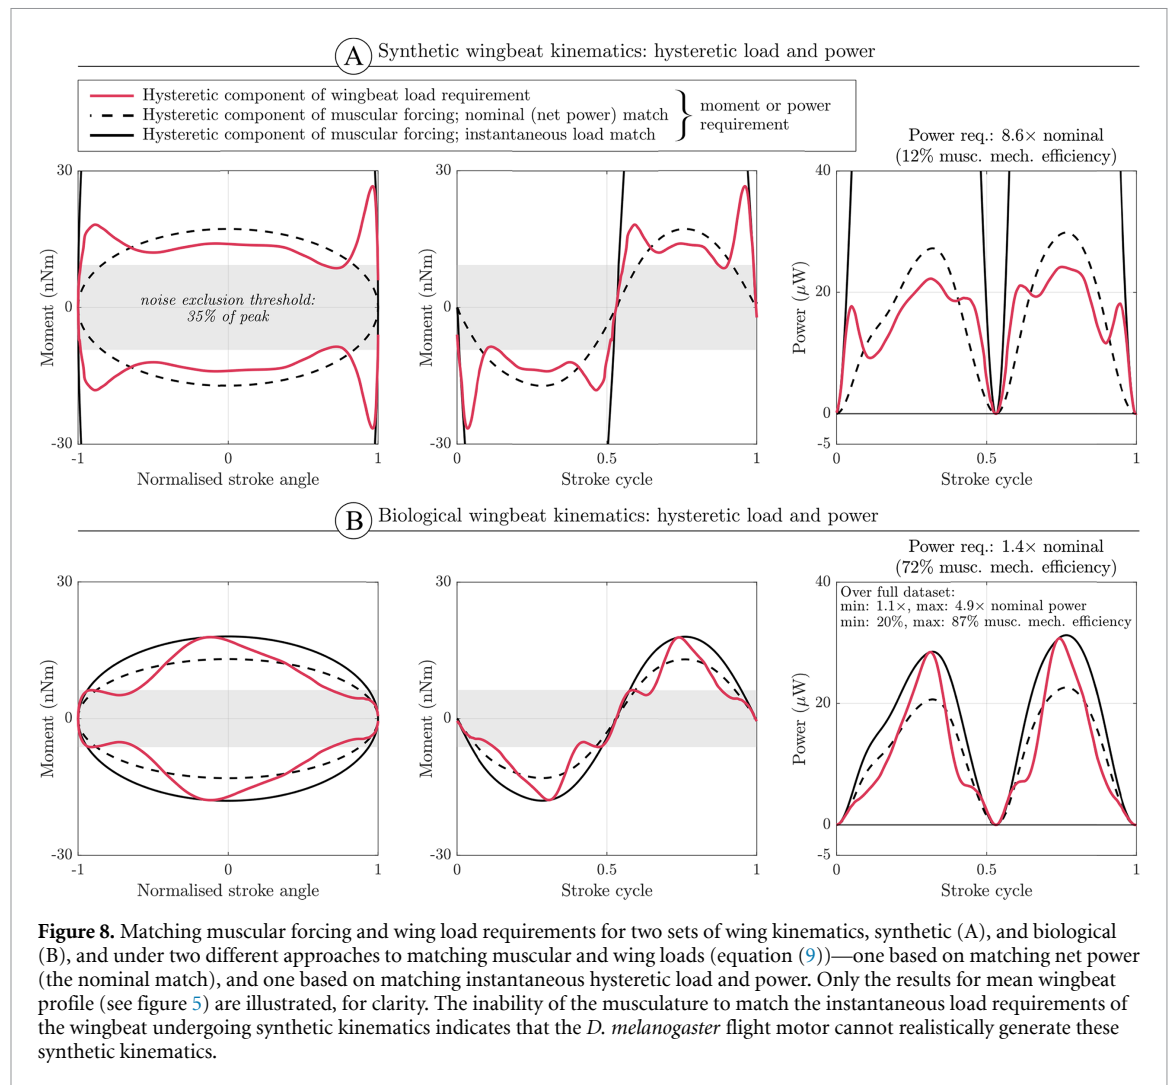 A Synthetic wingbeat kinematics: hysteretic load and power
Hysteretic component of wingbeat load requirement
Hysteretic component of muscular forcing; nominal (net power) match
Hysteretic component of muscular forcing; instantaneous load match
moment or power
requirement
Power req.: 8.6× nominal
(12% musc. mech. efficiency)
30
0
-30
Moment (nNm)
noise exclusion threshold:
35% of peak
-1 0 1
Normalised stroke angle
30
0
-30
Moment (nNm)
0 0.5 1
Stroke cycle
40
20
0
-5
Power (μW)
0 0.5 1
Stroke cycle
B Biological wingbeat kinematics: hysteretic load and power
Power req.: 1.4× nominal
(72% musc. mech. efficiency)
30
0
-30
Moment (nNm)
-1 0 1
Normalised stroke angle
30
0
-30
Moment (nNm)
0 0.5 1
Stroke cycle
40
20
0
-5
Power (μW)
Over full dataset:
min: 1.1×, max: 4.9× nominal power
min: 20%, max: 87% musc. mech. efficiency
0 0.5 1
Stroke cycle
Figure 8. Matching muscular forcing and wing load requirements for two sets of wing kinematics, synthetic (A), and biological
(B), and under two different approaches to matching muscular and wing loads (equation (9))—one based on matching net power
(the nominal match), and one based on matching instantaneous hysteric load and power. Only the results for mean wingbeat
profile (see figure 5) are illustrated, for clarity. The inability of the musculature to match the instantaneous load requirements of
the wingbeat undergoing synthetic kinematics indicates that the D. melanogaster flight motor cannot realistically generate these
synthetic kinematics.